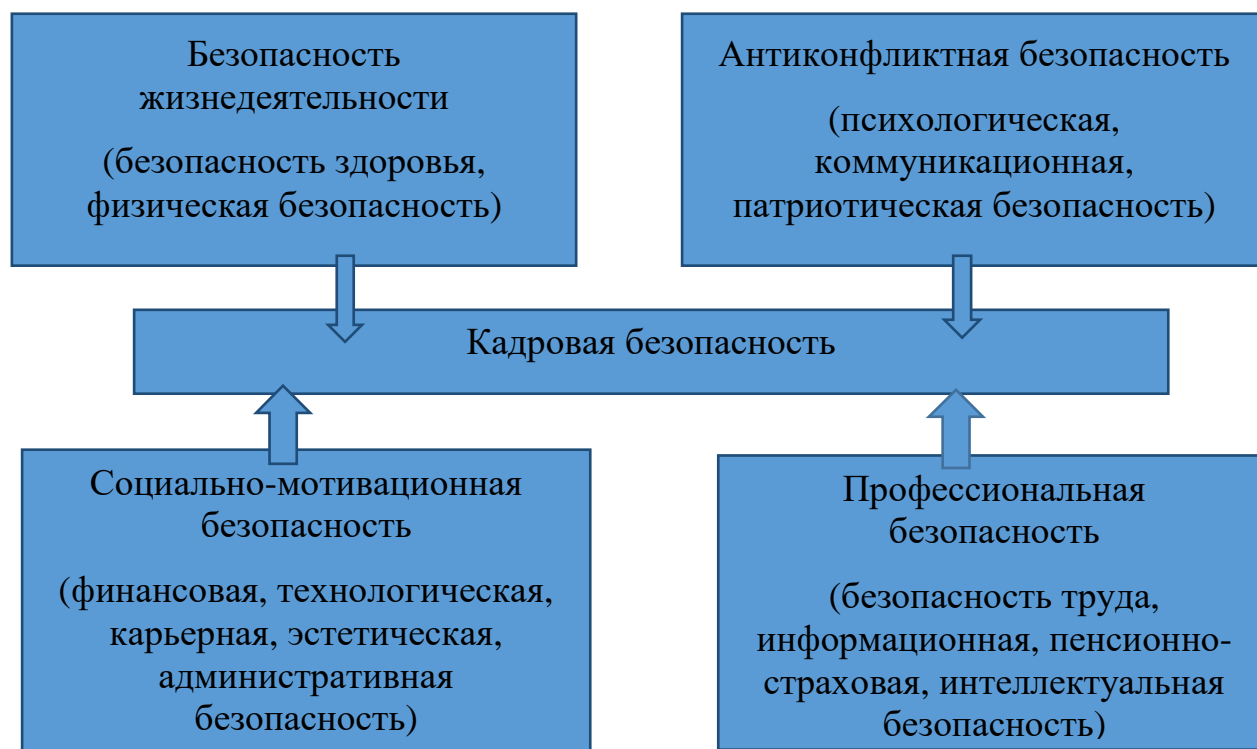 Безопасность
жизнедеятельности
(безопасность здоровья,
физическая безопасность)
Антиконфликтная безопасность
(психологическая,
коммуникационная,
патриотическая безопасность)
Кадровая безопасность
Социально-мотивационная
безопасность
(финансовая, технологическая,
карьерная, эстетическая,
административная
безопасность)
Профессиональная
безопасность
(безопасность труда,
информационная, пенсионно-
страховая, интеллектуальная
безопасность)